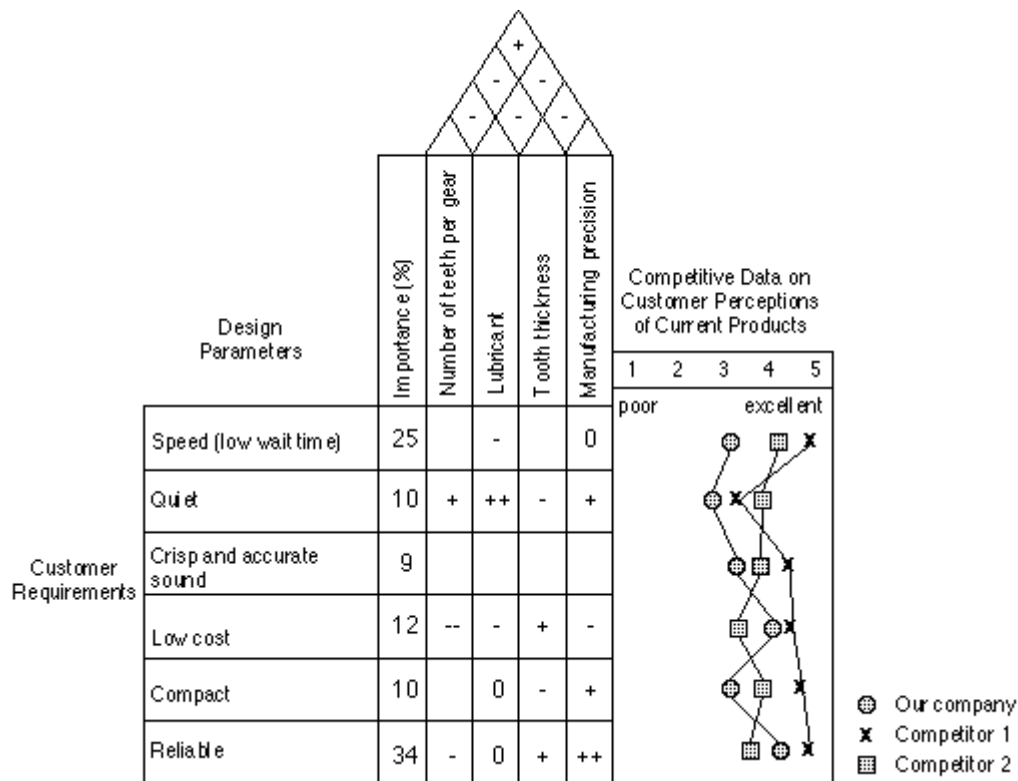 +
-
-
-
-
-
Importance (%)
Number of teeth per gear
Lubricant
Tooth thickness
Manufacturing precision
Design
Parameters
Competitive Data on
Customer Perceptions
of Current Products
1 2 3 4 5
poor excellent
Speed (low wait time) 25 - 0
Quiet 10 + ++ - +
Crisp and accurate
sound
9
Customer
Requirements
Low cost 12 -- - + -
Compact 10 0 - +
Reliable 34 - 0 + ++
Our company
x Competitor 1
Competitor 2